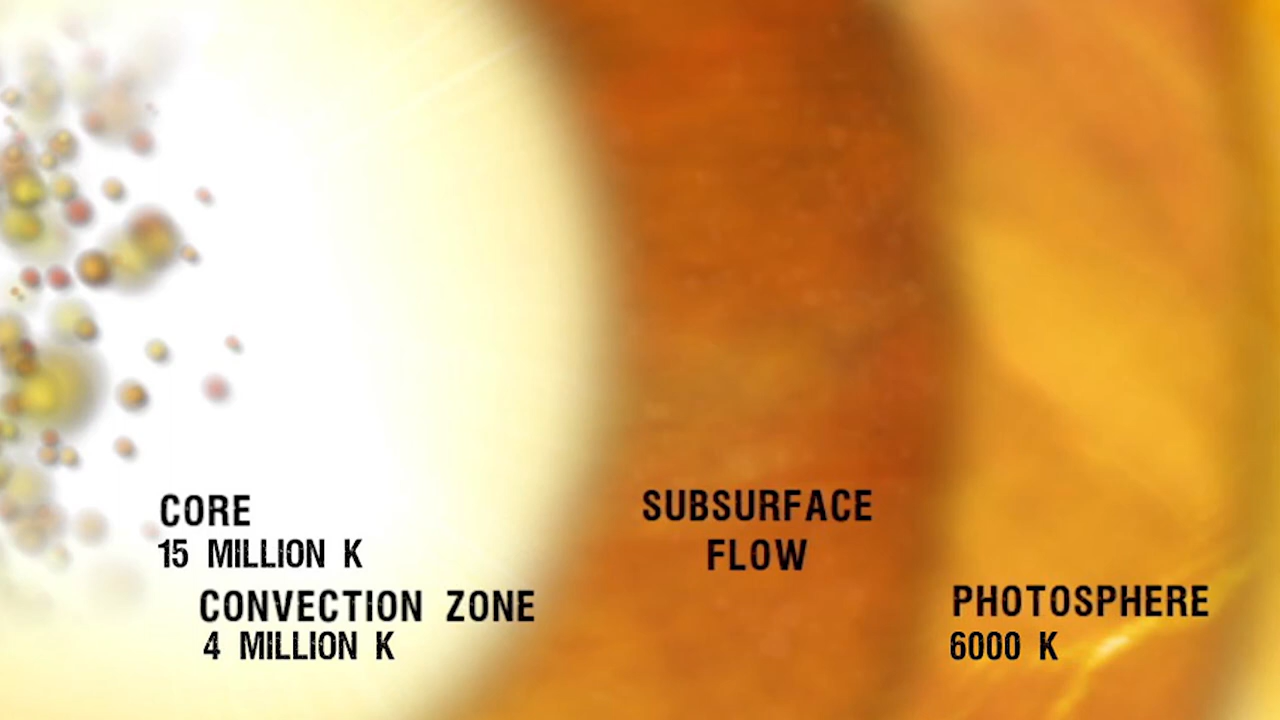 CORE
15 MILLION K
CONVECTION ZONE
4 MILLION K
SUBSURFACE
FLOW
PHOTOSPHERE
6000 K